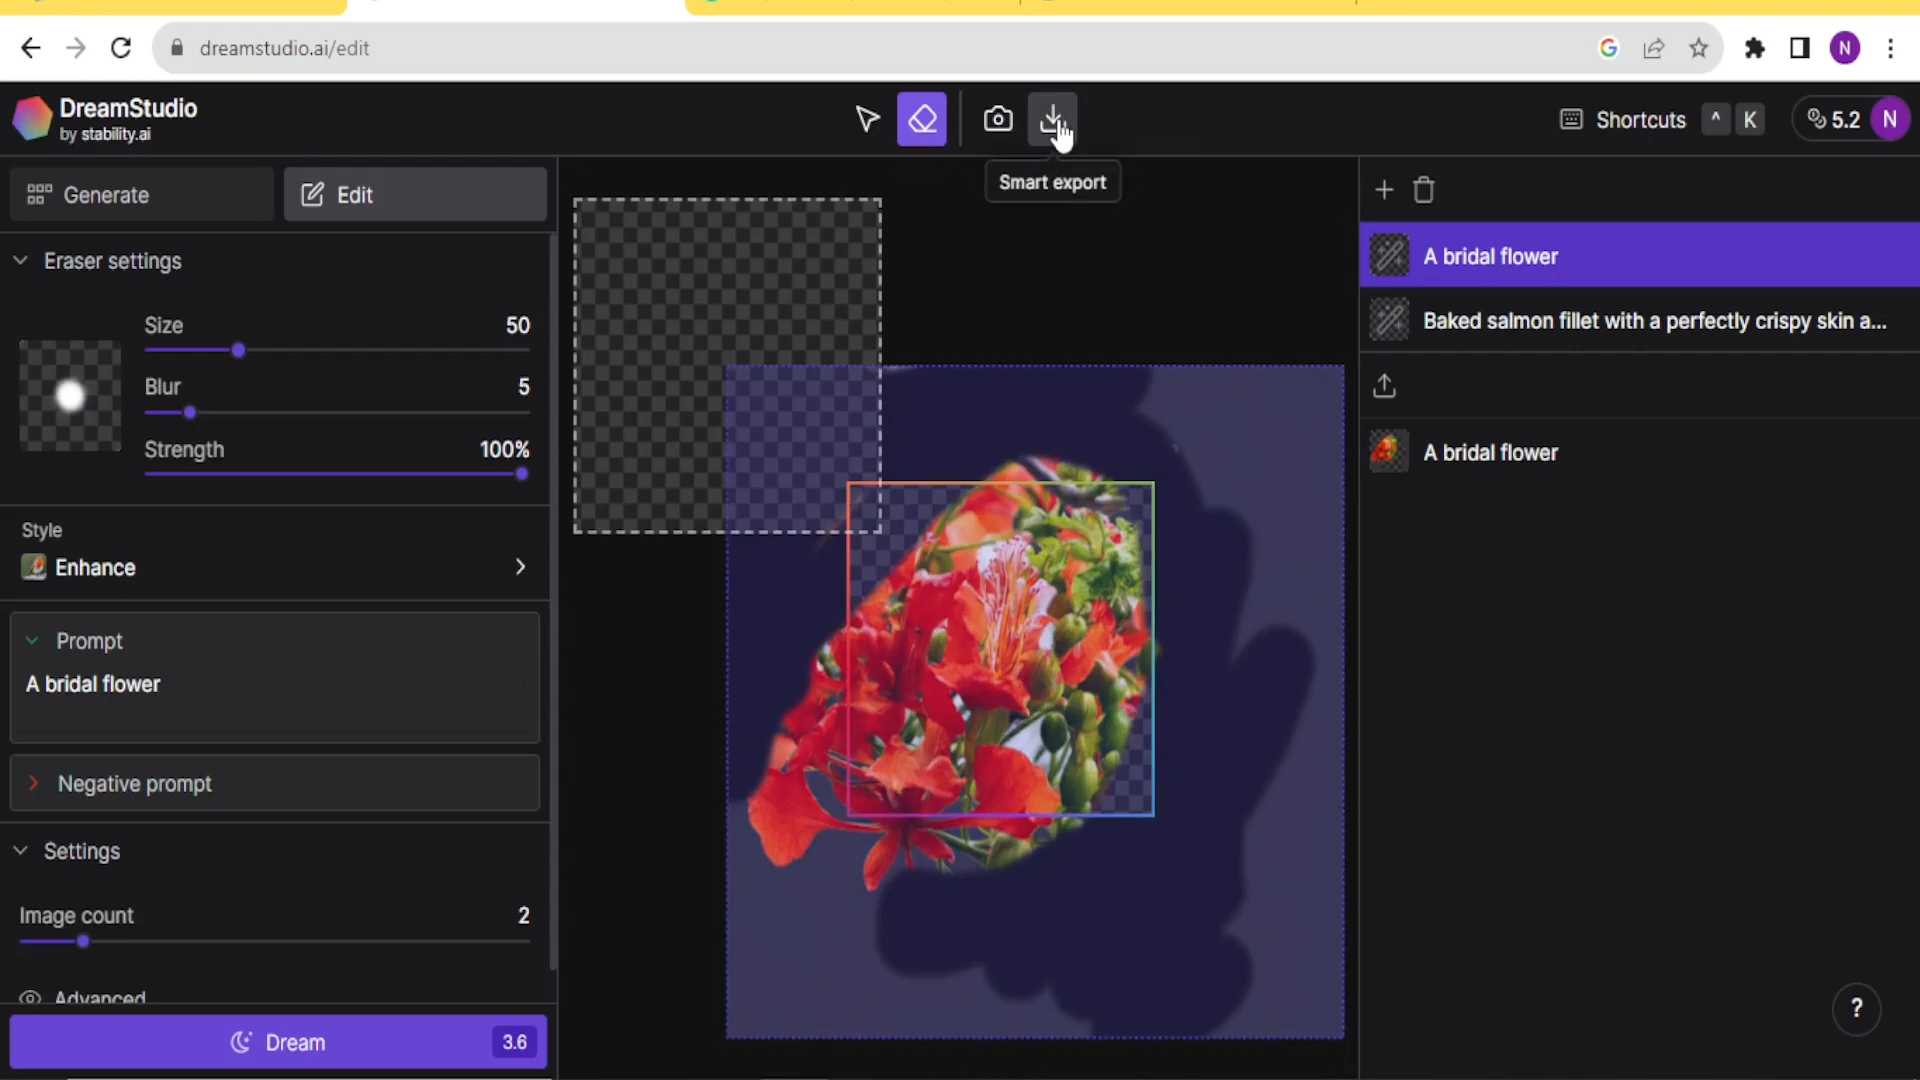 dreamstudio.ai/edit
N
DreamStudio
by stability.ai
Shortcuts ^ K
5.2 N
Smart export
Generate
Edit
Eraser settings
Size 50
Blur 5
Strength 100%
Style
Enhance
Prompt
A bridal flower
Negative prompt
Settings
Image count 2
Advanced
Dream 3.6
A bridal flower
Baked salmon fillet with a perfectly crispy skin a...
A bridal flower
?